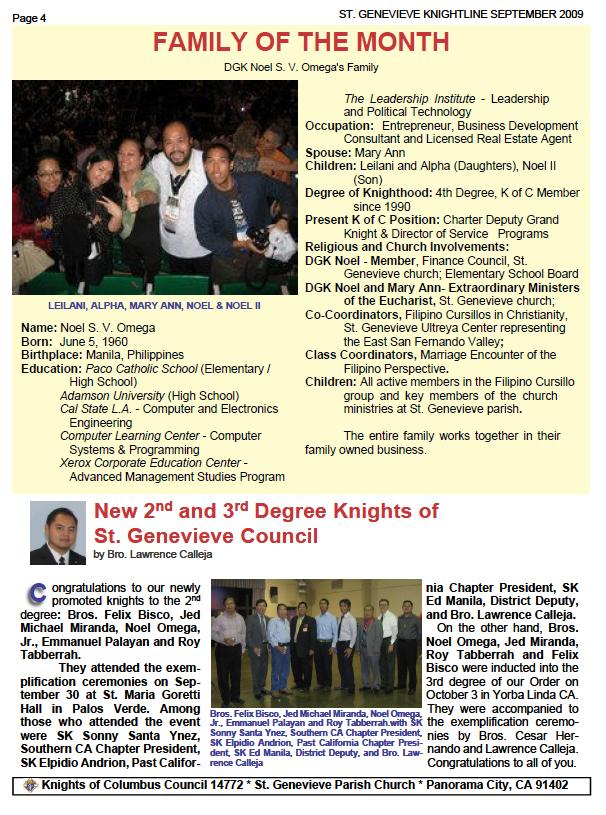 Page 4
ST. GENEVIEVE KNIGHTLINE SEPTEMBER 2009
FAMILY OF THE MONTH
DGK Noel S. V. Omega's Family
LEILANI, ALPHA, MARY ANN, NOEL & NOEL II
Name: Noel S. V. Omega
Born: June 5, 1960
Birthplace: Manila, Philippines
Education: Paco Catholic School (Elementary /
High School)
Adamson University (High School)
Cal State L.A. - Computer and Electronics
Engineering
Computer Learning Center - Computer
Systems & Programming
Xerox Corporate Education Center -
Advanced Management Studies Program
The Leadership Institute - Leadership
and Political Technology
Occupation: Entrepreneur, Business Development
Consultant and Licensed Real Estate Agent
Spouse: Mary Ann
Children: Leilani and Alpha (Daughters), Noel II
(Son)
Degree of Knighthood: 4th Degree, K of C Member
since 1990
Present K of C Position: Charter Deputy Grand
Knight & Director of Service Programs
Religious and Church Involvements:
DGK Noel - Member, Finance Council, St.
Genevieve church; Elementary School Board
DGK Noel and Mary Ann- Extraordinary Ministers
of the Eucharist, St. Genevieve church;
Co-Coordinators, Filipino Cursillos in Christianity,
St. Genevieve Ultreya Center representing
the East San Fernando Valley;
Class Coordinators, Marriage Encounter of the
Filipino Perspective.
Children: All active members in the Filipino Cursillo
group and key members of the church
ministries at St. Genevieve parish.
The entire family works together in their
family owned business.
New 2nd and 3rd Degree Knights of
St. Genevieve Council
by Bro. Lawrence Calleja
Congratulations to our newly
promoted knights to the 2nd
degree: Bros. Felix Bisco, Jed
Michael Miranda, Noel Omega,
Jr., Emmanuel Palayan and Roy
Tabberrah.
They attended the exem-
plification ceremonies on Sep-
tember 30 at St. Maria Goretti
Hall in Palos Verde. Among
those who attended the event
were SK Sonny Santa Ynez,
Southern CA Chapter President,
SK Elpidio Andrion, Past Califor-
Bros. Felix Bisco, Jed Michael Miranda, Noel Omega,
Jr., Emmanuel Palayan and Roy Tabberrah.with SK
Sonny Santa Ynez, Southern CA Chapter President,
SK Elpidio Andrion, Past California Chapter Presi-
dent, SK Ed Manila, District Deputy, and Bro. Law-
rence Calleja
nia Chapter President, SK
Ed Manila, District Deputy,
and Bro. Lawrence Calleja.
On the other hand, Bros.
Noel Omega, Jed Miranda,
Roy Tabberrah and Felix
Bisco were inducted into the
3rd degree of our Order on
October 3 in Yorba Linda CA.
They were accompanied to
the exemplification ceremo-
nies by Bros. Cesar Her-
nando and Lawrence Calleja.
Congratulations to all of you.
Knights of Columbus Council 14772 * St. Genevieve Parish Church * Panorama City, CA 91402